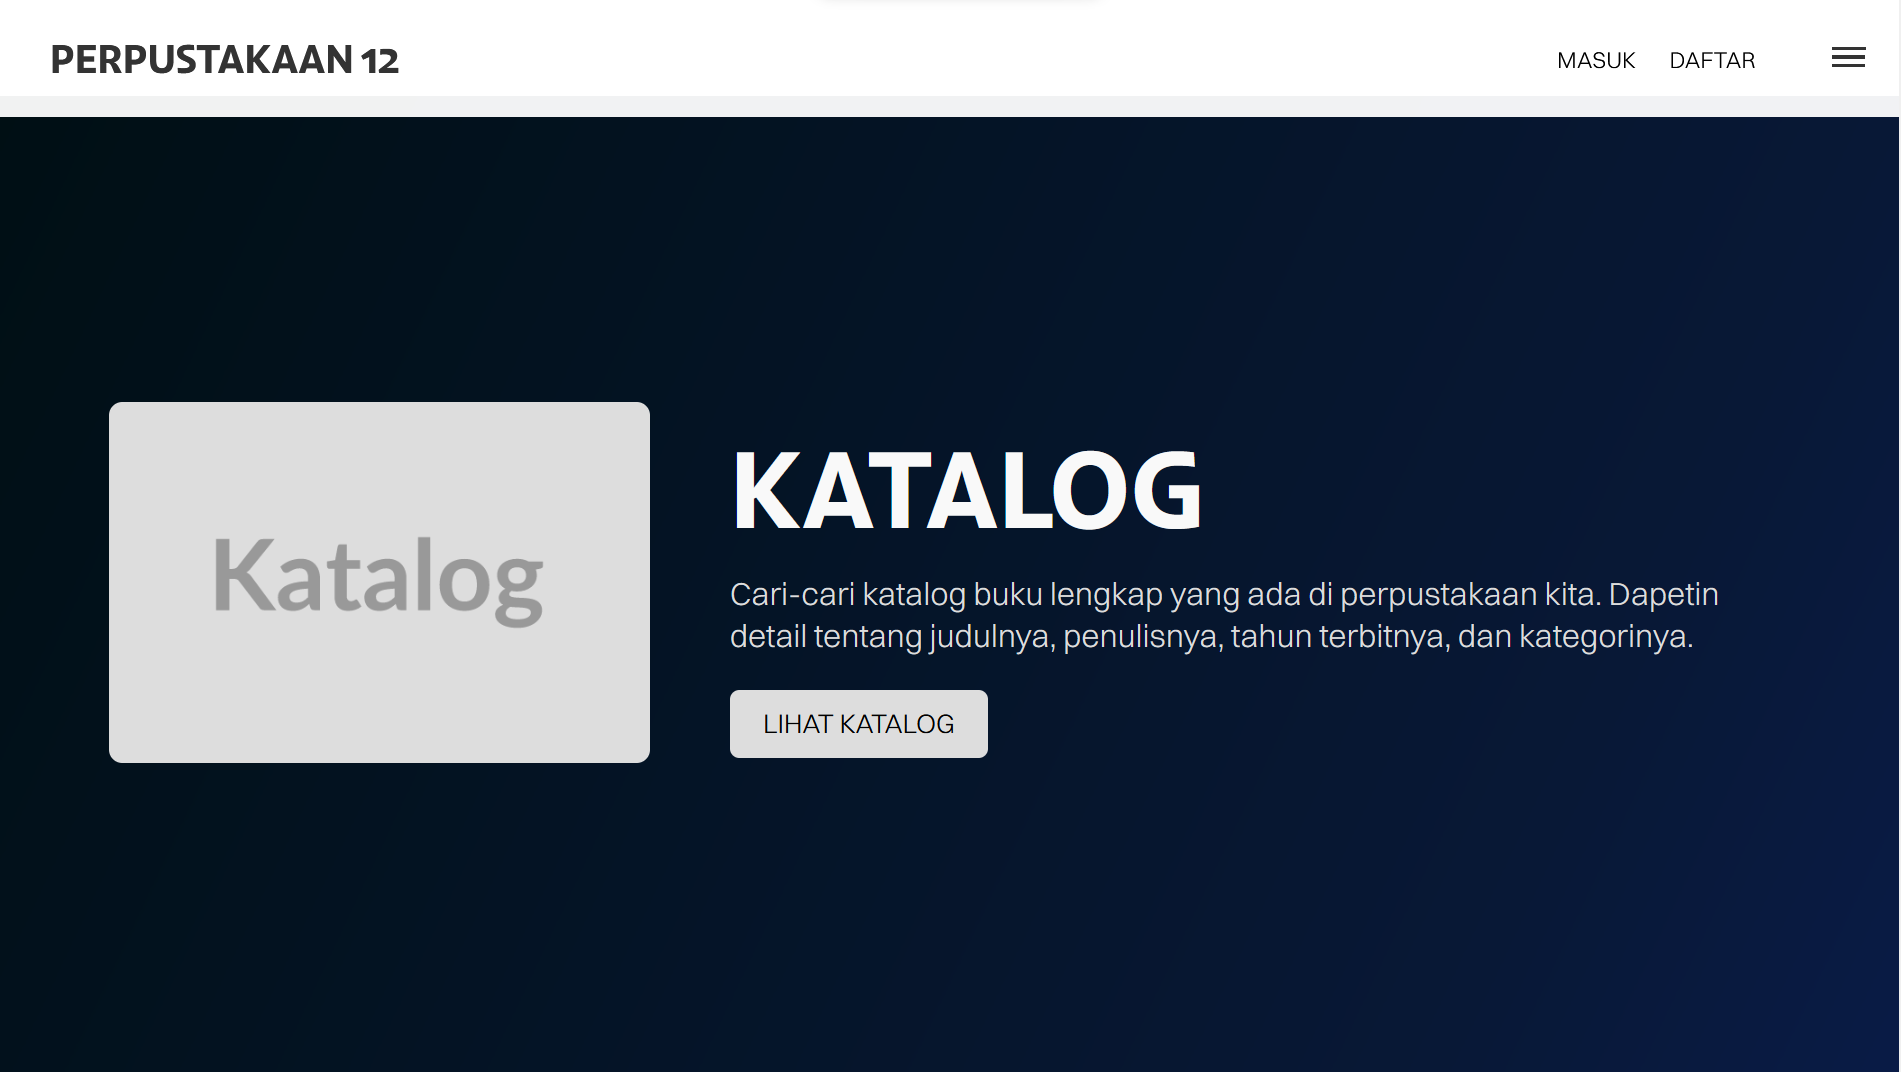 PERPUSTAKAAN 12
MASUK DAFTAR
Katalog
KATALOG
Cari-cari katalog buku lengkap yang ada di perpustakaan kita. Dapetin
detail tentang judulnya, penulisnya, tahun terbitnya, dan kategorinya.
LIHAT KATALOG